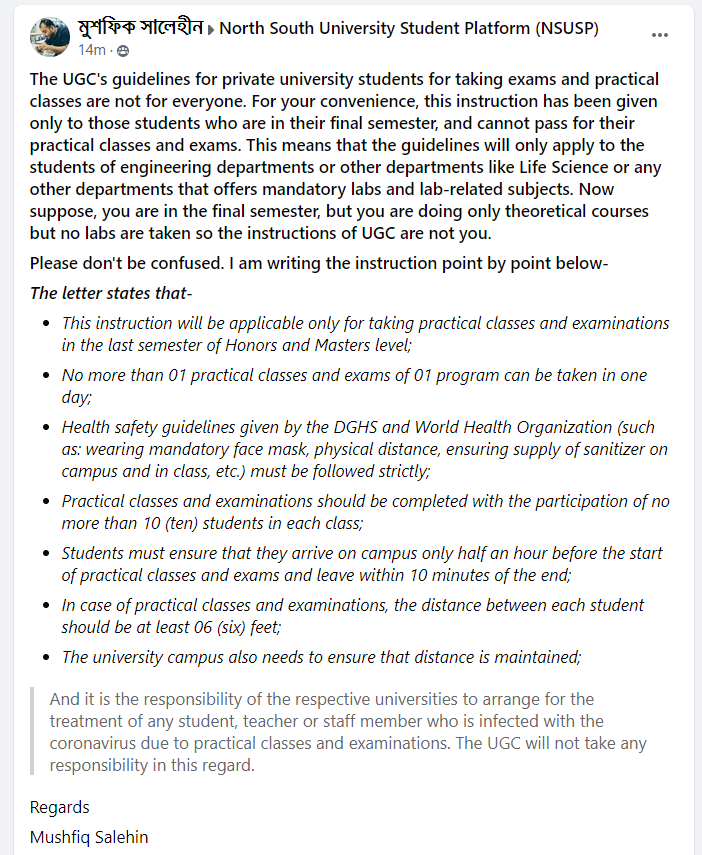 মুশফিক সালেহীন ▸ North South University Student Platform (NSUSP)
14m ·
The UGC's guidelines for private university students for taking exams and practical
classes are not for everyone. For your convenience, this instruction has been given
only to those students who are in their final semester, and cannot pass for their
practical classes and exams. This means that the guidelines will only apply to the
students of engineering departments or other departments like Life Science or any
other departments that offers mandatory labs and lab-related subjects. Now
suppose, you are in the final semester, but you are doing only theoretical courses
but no labs are taken so the instructions of UGC are not you.
Please don't be confused. I am writing the instruction point by point below-
The letter states that-
• This instruction will be applicable only for taking practical classes and examinations
in the last semester of Honors and Masters level;
• No more than 01 practical classes and exams of 01 program can be taken in one
day;
• Health safety guidelines given by the DGHS and World Health Organization (such
as: wearing mandatory face mask, physical distance, ensuring supply of sanitizer on
campus and in class, etc.) must be followed strictly;
• Practical classes and examinations should be completed with the participation of no
more than 10 (ten) students in each class;
• Students must ensure that they arrive on campus only half an hour before the start
of practical classes and exams and leave within 10 minutes of the end;
• In case of practical classes and examinations, the distance between each student
should be at least 06 (six) feet;
• The university campus also needs to ensure that distance is maintained;
And it is the responsibility of the respective universities to arrange for the
treatment of any student, teacher or staff member who is infected with the
coronavirus due to practical classes and examinations. The UGC will not take any
responsibility in this regard.
Regards
Mushfiq Salehin